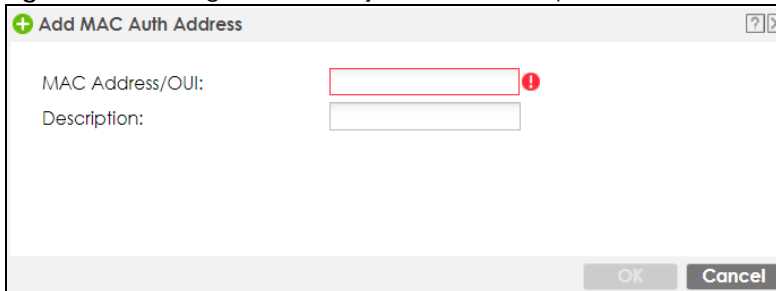 Add MAC Auth Address
?
MAC Address/OUI:
!
Description:
OK Cancel